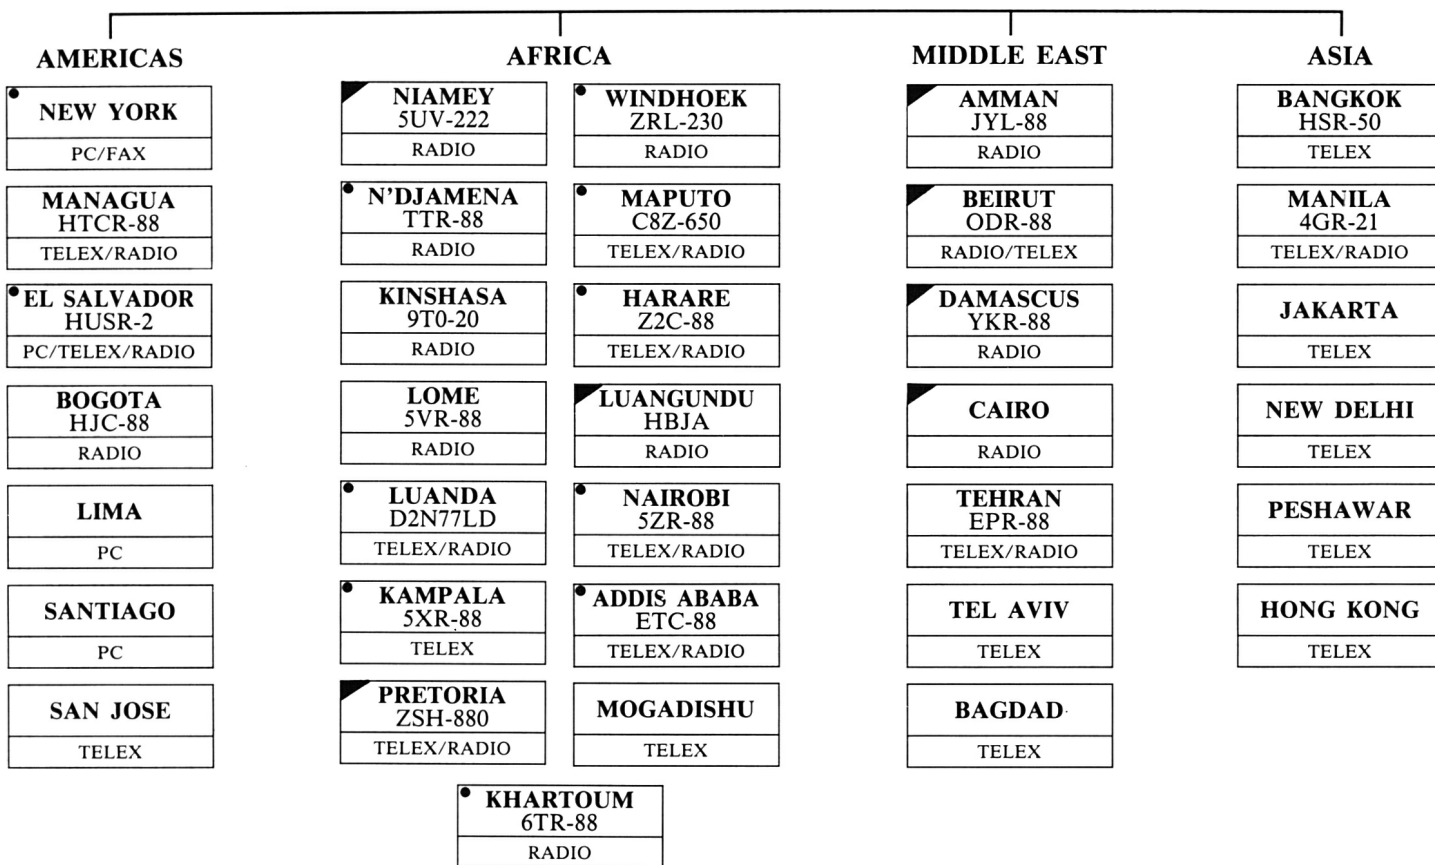 AMERICAS
NEW YORK
PC/FAX
MANAGUA
HTCR-88
TELEX/RADIO
EL SALVADOR
HUSR-2
PC/TELEX/RADIO
BOGOTA
HJC-88
RADIO
LIMA
PC
SANTIAGO
PC
SAN JOSE
TELEX
AFRICA
NIAMEY
5UV-222
RADIO
N'DJAMENA
TTR-88
RADIO
KINSHASA
9T0-20
RADIO
LOME
5VR-88
RADIO
LUANDA
D2N77LD
TELEX/RADIO
KAMPALA
5XR-88
TELEX
PRETORIA
ZSH-880
TELEX/RADIO
WINDHOEK
ZRL-230
RADIO
MAPUTO
C8Z-650
TELEX/RADIO
HARARE
Z2C-88
TELEX/RADIO
LUANGUNDU
HBJA
RADIO
NAIROBI
5ZR-88
TELEX/RADIO
ADDIS ABABA
ETC-88
TELEX/RADIO
MOGADISHU
TELEX
KHARTOUM
6TR-88
RADIO
MIDDLE EAST
AMMAN
JYL-88
RADIO
BEIRUT
ODR-88
RADIO/TELEX
DAMASCUS
YKR-88
RADIO
CAIRO
RADIO
TEHRAN
EPR-88
TELEX/RADIO
TEL AVIV
TELEX
BAGDAD
TELEX
ASIA
BANGKOK
HSR-50
TELEX
MANILA
4GR-21
TELEX/RADIO
JAKARTA
TELEX
NEW DELHI
TELEX
PESHAWAR
TELEX
HONG KONG
TELEX